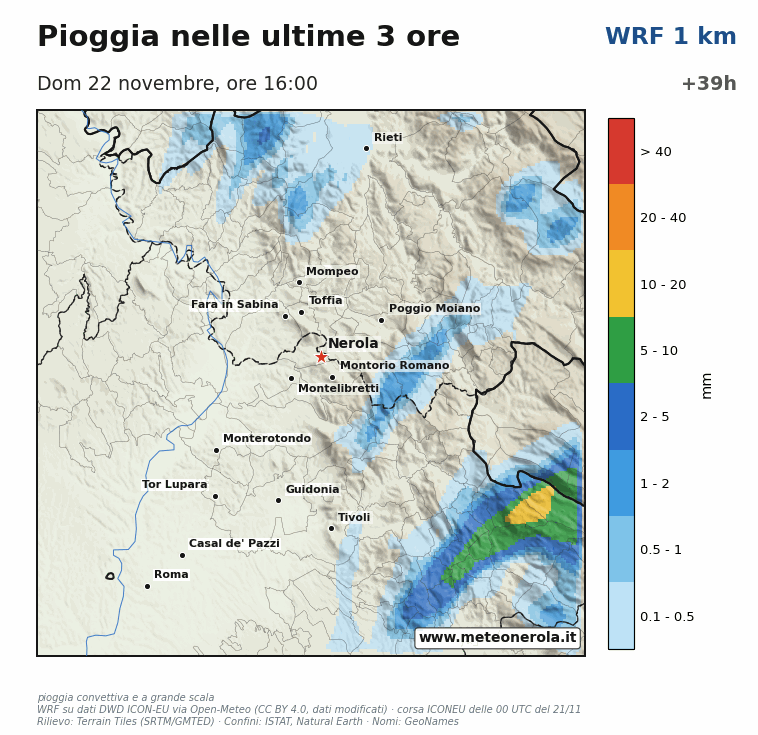 Pioggia nelle ultime 3 ore
WRF 1 km
Dom 22 novembre, ore 16:00
+39h
Rieti
Mompeo
Fara in Sabina
Toffia
Poggio Moiano
Nerola
Montorio Romano
Montelibretti
Monterotondo
Tor Lupara
Guidonia
Tivoli
Casal de' Pazzi
Roma
www.meteonerola.it
> 40
20 - 40
10 - 20
5 - 10
2 - 5
1 - 2
0.5 - 1
0.1 - 0.5
mm
pioggia convettiva e a grande scala
WRF su dati DWD ICON-EU via Open-Meteo (CC BY 4.0, dati modificati) · corsa ICONEU delle 00 UTC del 21/11
Rilievo: Terrain Tiles (SRTM/GMTED) · Confini: ISTAT, Natural Earth · Nomi: GeoNames